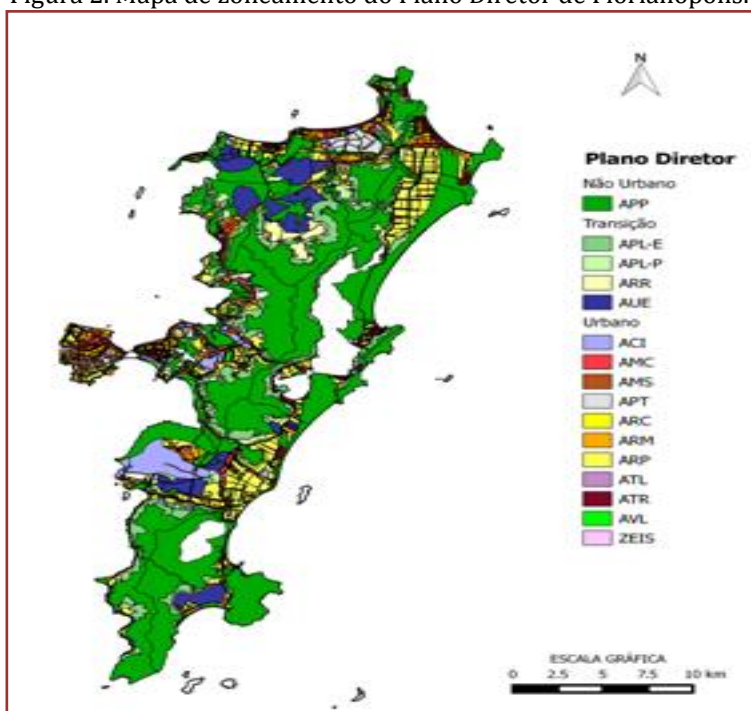 Figura 2. Mapa de zoneamento do Plano Diretor de Florianópolis.
N
Plano Diretor
Não Urbano
APP
Transição
APL-E
APL-P
ARR
AUE
Urbano
ACI
AMC
AMS
APT
ARC
ARM
ARP
ATL
ATR
AVL
ZEIS
ESCALA GRÁFICA
0 2.5 5 7.5 10 km